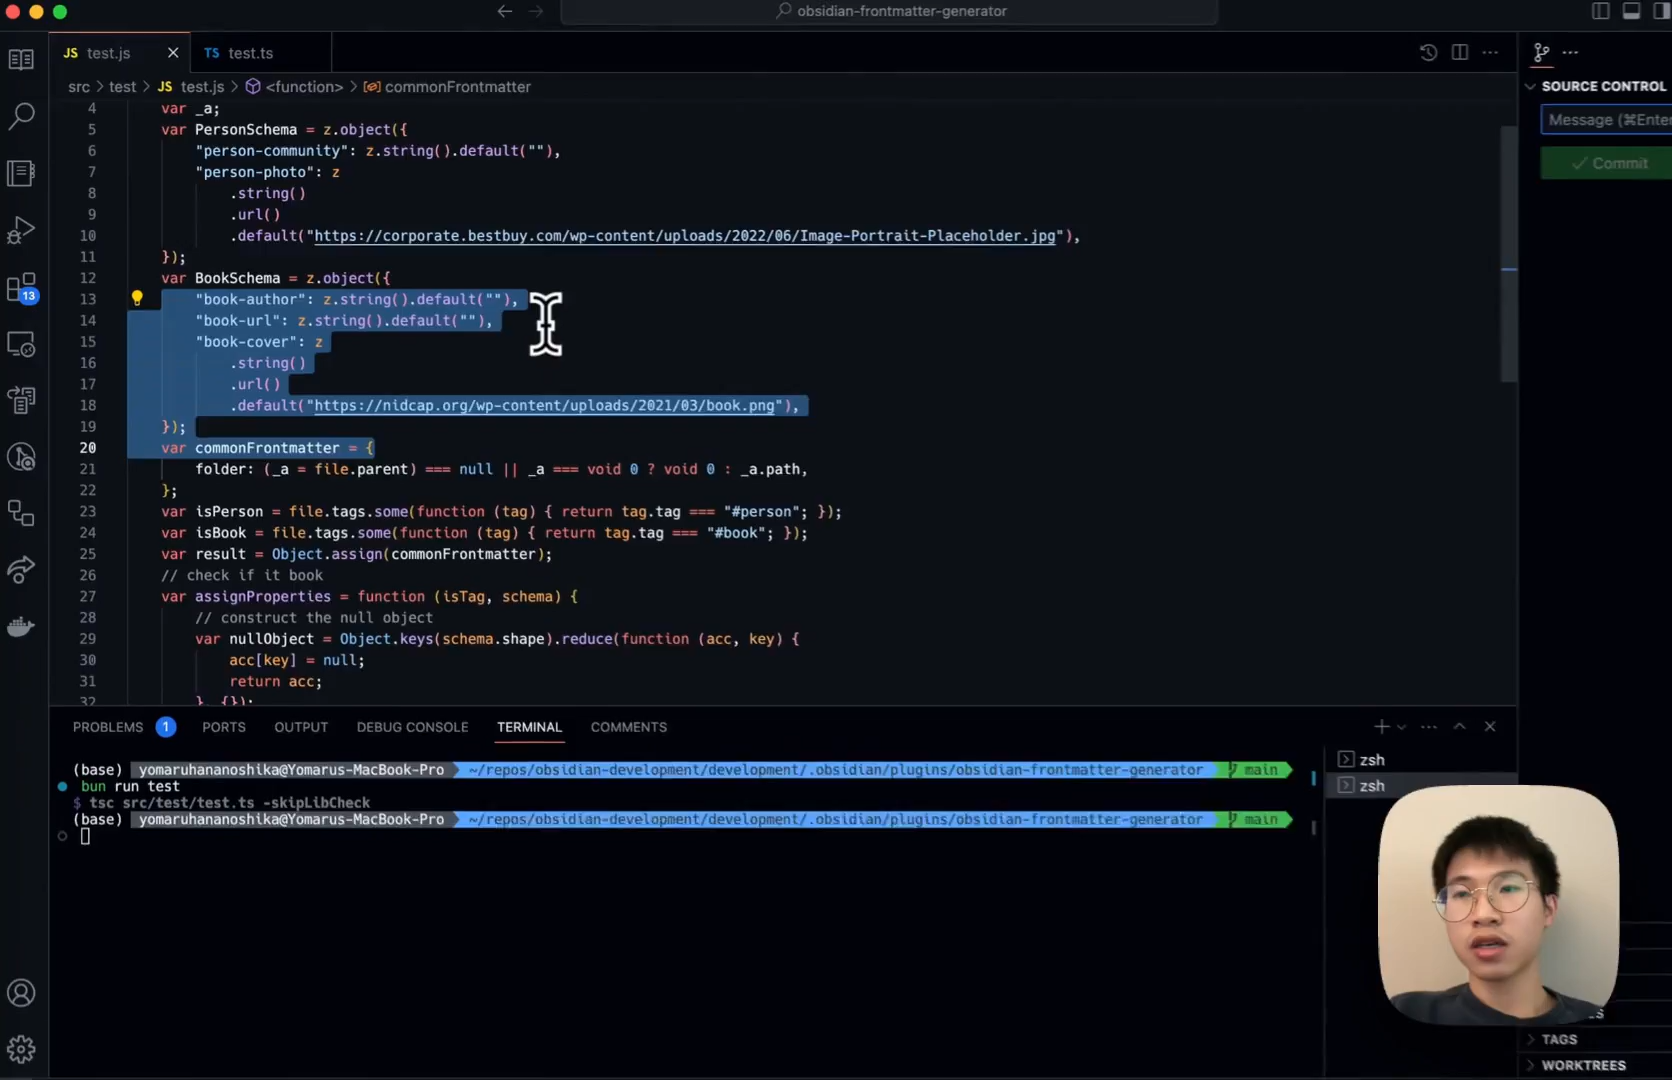 obsidian-frontmatter-generator
JS test.js
TS test.ts
src > test > JS test.js > <function> > commonFrontmatter
4 var _a;
5 var PersonSchema = z.object({
6 "person-community": z.string().default(""),
7 "person-photo": z
8 .string()
9 .url()
10 .default("https://corporate.bestbuy.com/wp-content/uploads/2022/06/Image-Portrait-Placeholder.jpg"),
11 });
12 var BookSchema = z.object({
13 "book-author": z.string().default(""),
14 "book-url": z.string().default(""),
15 "book-cover": z
16 .string()
17 .url()
18 .default("https://nidcap.org/wp-content/uploads/2021/03/book.png"),
19 });
20 var commonFrontmatter = {
21 folder: (_a = file.parent) === null || _a === void 0 ? void 0 : _a.path,
22 };
23 var isPerson = file.tags.some(function (tag) { return tag.tag === "#person"; });
24 var isBook = file.tags.some(function (tag) { return tag.tag === "#book"; });
25 var result = Object.assign(commonFrontmatter);
26 // check if it book
27 var assignProperties = function (isTag, schema) {
28 // construct the null object
29 var nullObject = Object.keys(schema.shape).reduce(function (acc, key) {
30 acc[key] = null;
31 return acc;
32 }, {});
13
SOURCE CONTROL
Message (⌘Enter
Commit
PROBLEMS 1 PORTS OUTPUT DEBUG CONSOLE TERMINAL COMMENTS
(base) yomaruhananoshika@Yomarus-MacBook-Pro ~/repos/obsidian-development/development/.obsidian/plugins/obsidian-frontmatter-generator main
bun run test
$ tsc src/test/test.ts -skipLibCheck
(base) yomaruhananoshika@Yomarus-MacBook-Pro ~/repos/obsidian-development/development/.obsidian/plugins/obsidian-frontmatter-generator main
zsh
zsh
TAGS
WORKTREES